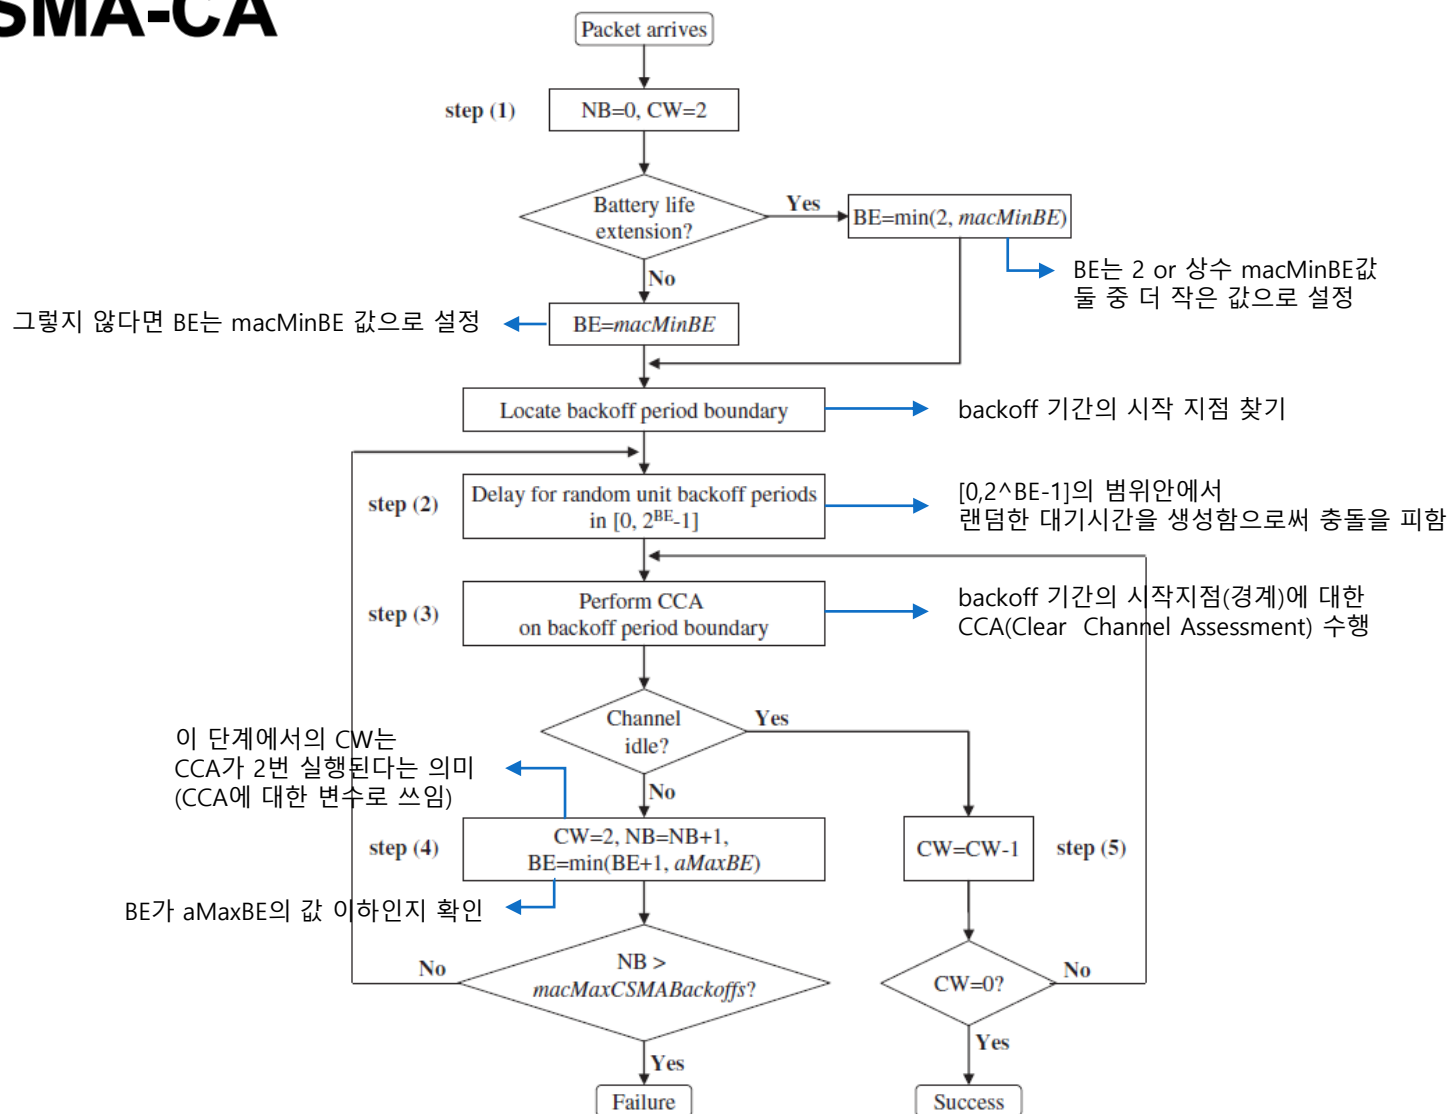 SMA-CA
Packet arrives
step (1)
NB=0, CW=2
Battery life
extension?
Yes
BE=min(2, macMinBE)
BE는 2 or 상수 macMinBE값
둘 중 더 작은 값으로 설정
No
그렇지 않다면 BE는 macMinBE 값으로 설정
BE=macMinBE
Locate backoff period boundary
backoff 기간의 시작 지점 찾기
step (2)
Delay for random unit backoff periods
in [0, 2^BE-1]
[0,2^BE-1]의 범위안에서
랜덤한 대기시간을 생성함으로써 충돌을 피함
step (3)
Perform CCA
on backoff period boundary
backoff 기간의 시작지점(경계)에 대한
CCA(Clear Channel Assessment) 수행
Channel
idle?
Yes
No
이 단계에서의 CW는
CCA가 2번 실행된다는 의미
(CCA에 대한 변수로 쓰임)
step (4)
CW=2, NB=NB+1,
BE=min(BE+1, aMaxBE)
CW=CW-1
step (5)
BE가 aMaxBE의 값 이하인지 확인
No
NB >
macMaxCSMABackoffs?
CW=0?
No
Yes
Yes
Failure
Success